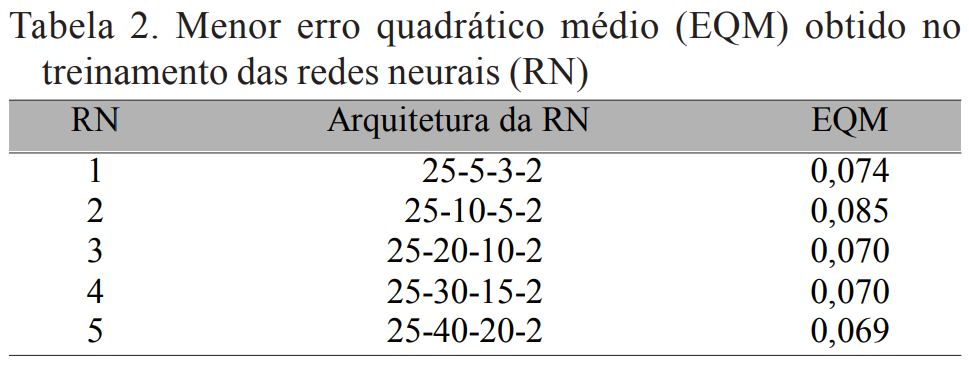 Tabela 2. Menor erro quadrático médio (EQM) obtido no
treinamento das redes neurais (RN)
RN Arquitetura da RN EQM
1 25-5-3-2 0,074
2 25-10-5-2 0,085
3 25-20-10-2 0,070
4 25-30-15-2 0,070
5 25-40-20-2 0,069